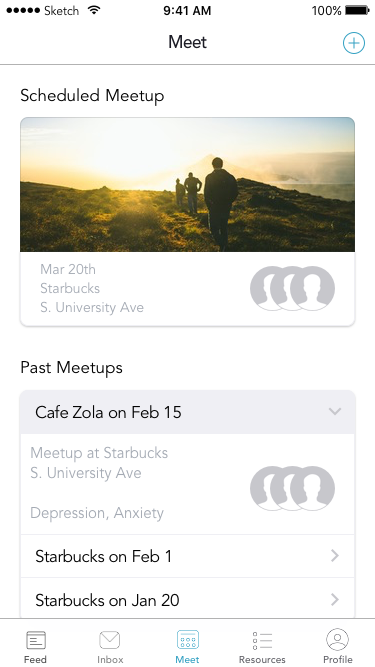 Sketch
9:41 AM
100%
Meet
Scheduled Meetup
Mar 20th
Starbucks
S. University Ave
Past Meetups
Cafe Zola on Feb 15
Meetup at Starbucks
S. University Ave
Depression, Anxiety
Starbucks on Feb 1
Starbucks on Jan 20
Feed
Inbox
Meet
Resources
Profile